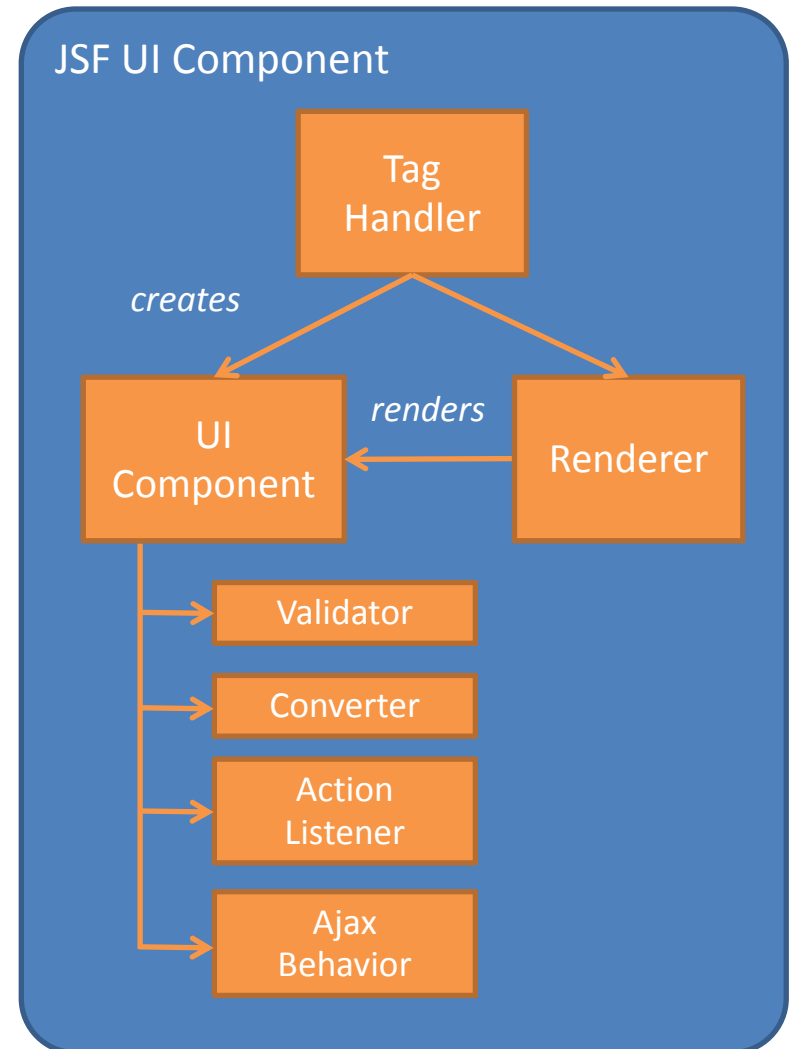 JSF UI Component
Tag
Handler
creates
renders
UI
Component
Renderer
Validator
Converter
Action
Listener
Ajax
Behavior